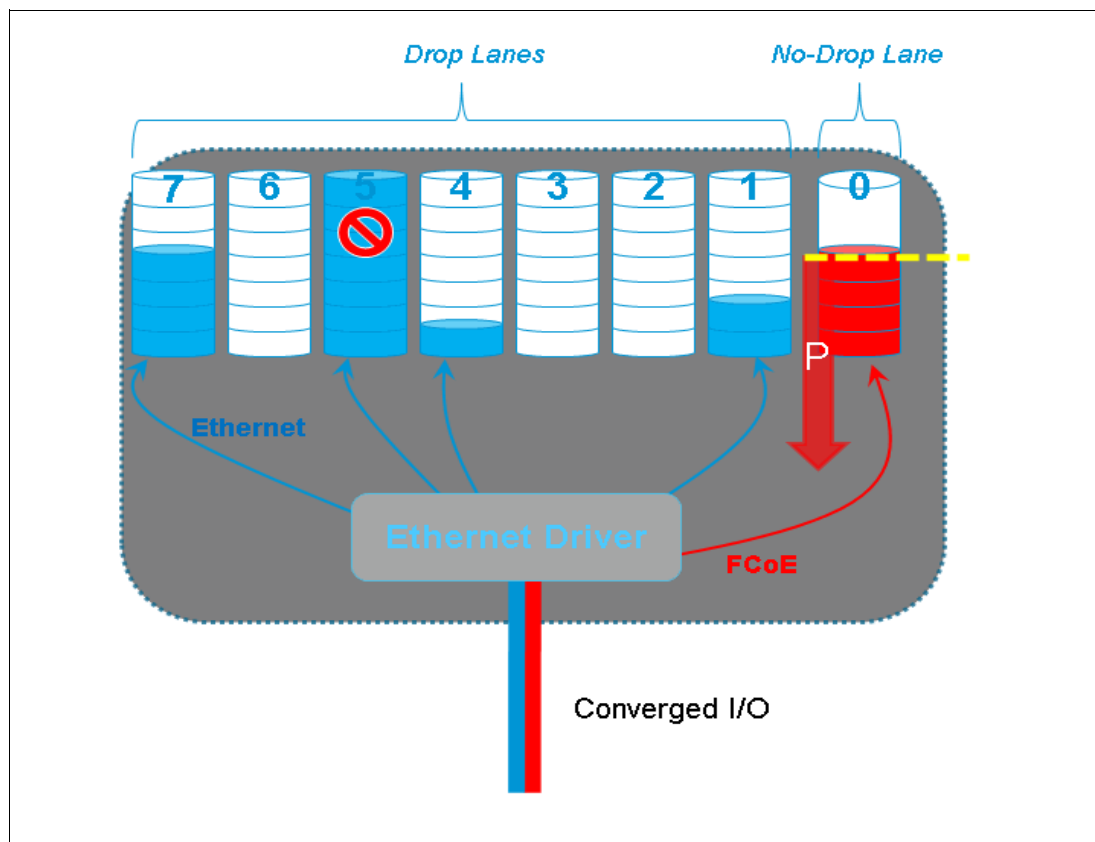 Drop Lanes
No-Drop Lane
7 6 5 4 3 2 1 0
P
Ethernet
Ethernet Driver
FCoE
Converged I/O